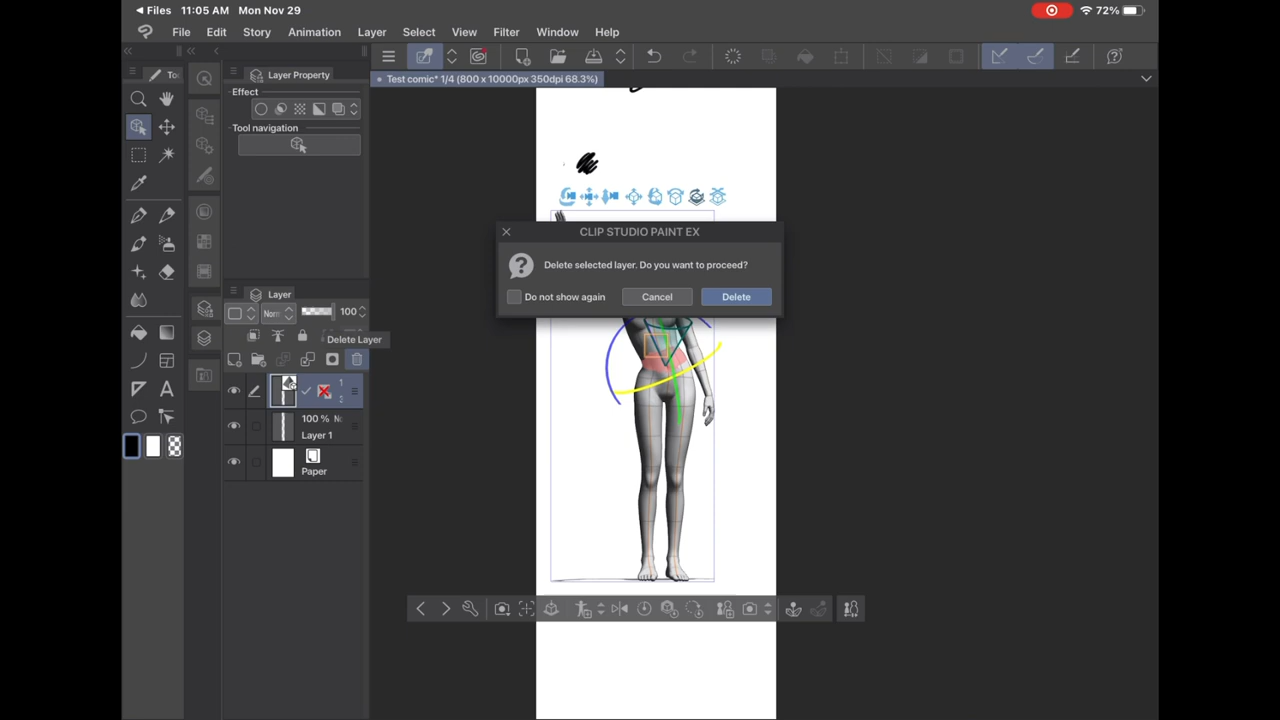 Files 11:05 AM Mon Nov 29
72%
File Edit Story Animation Layer Select View Filter Window Help
Test comic* 1/4 (800 x 10000px 350dpi 68.3%)
Layer Property
Effect
Tool navigation
CLIP STUDIO PAINT EX
Delete selected layer. Do you want to proceed?
Do not show again
Cancel
Delete
Layer
100
Delete Layer
100 %
Layer 1
Paper